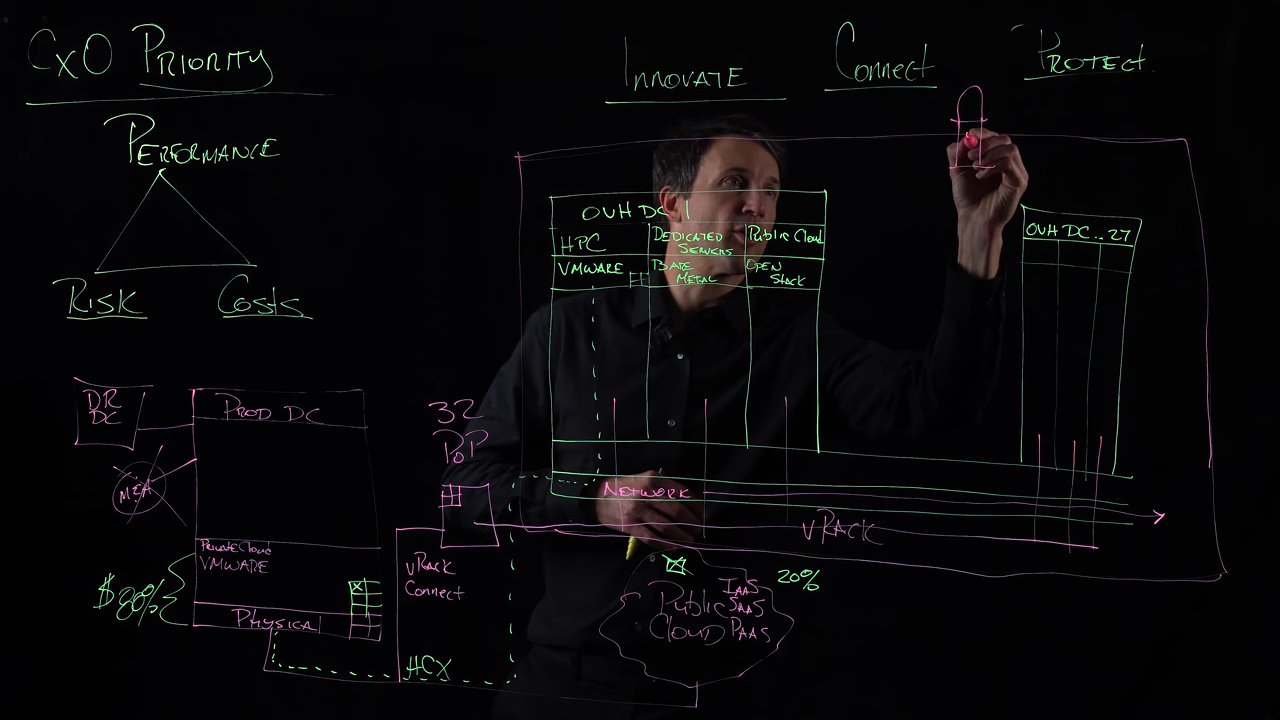 CxO PRIORITY
INNOVATE
CONNECT
PROTECT
PERFORMANCE
RISK
COSTS
OVH DC 1
HPC
DEDICATED
SERVERS
Public Cloud
VMWARE
BARE
METAL
OPEN
STACK
OVH DC...27
DR
DC
PROD DC
M&A
32
PoP
PRIVATE CLOUD
VMWARE
$80%
PHYSICAL
NETWORK
vRACK
vRACK
CONNECT
HCX
PUBLIC
CLOUD
IAAS
SAAS
PAAS
20%